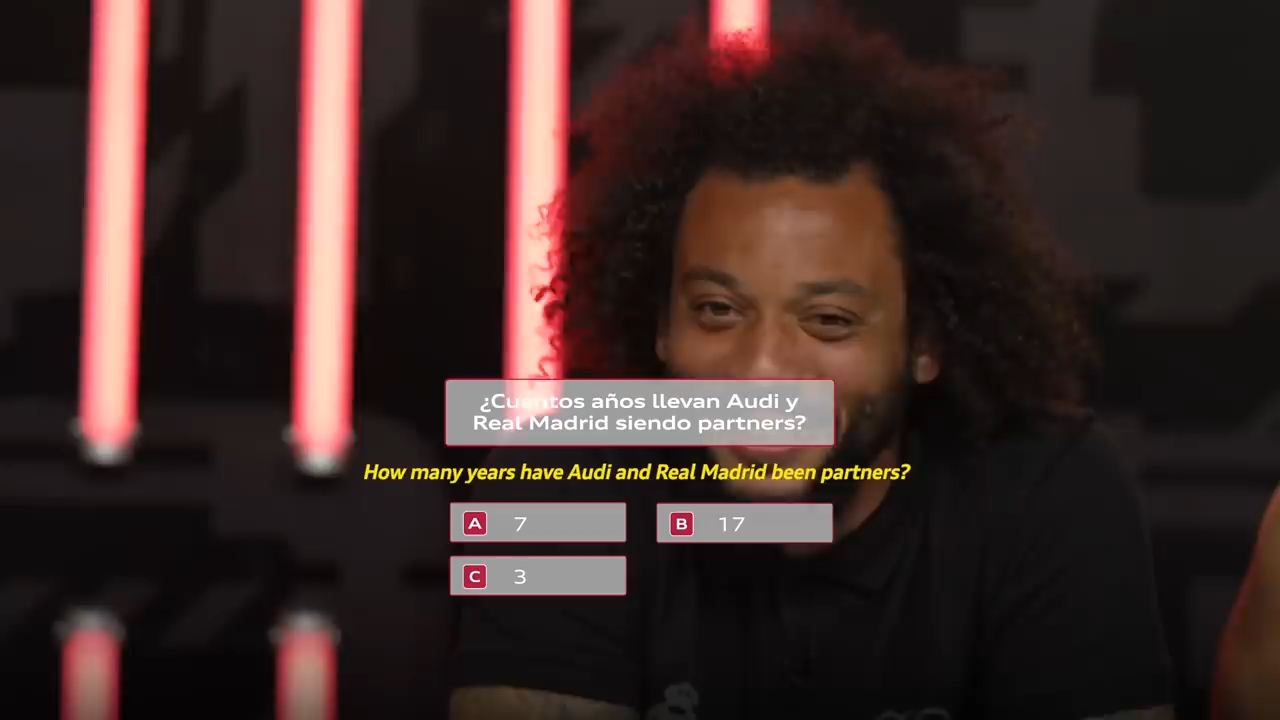 ¿Cuántos años llevan Audi y
Real Madrid siendo partners?
How many years have Audi and Real Madrid been partners?
A 7
B 17
C 3